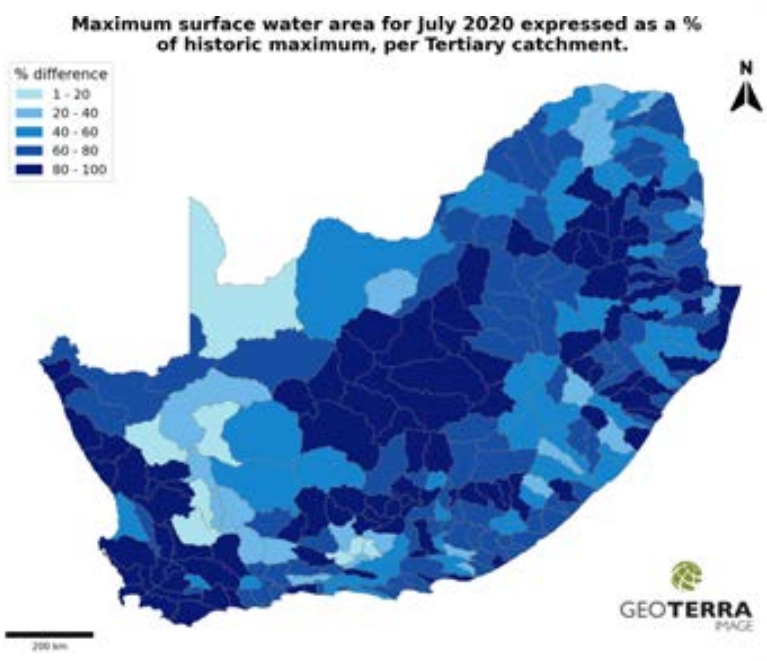 Maximum surface water area for July 2020 expressed as a %
of historic maximum, per Tertiary catchment.
% difference
1 - 20
20 - 40
40 - 60
60 - 80
80 - 100
N
GEOTERRA
IMAGE
200 km